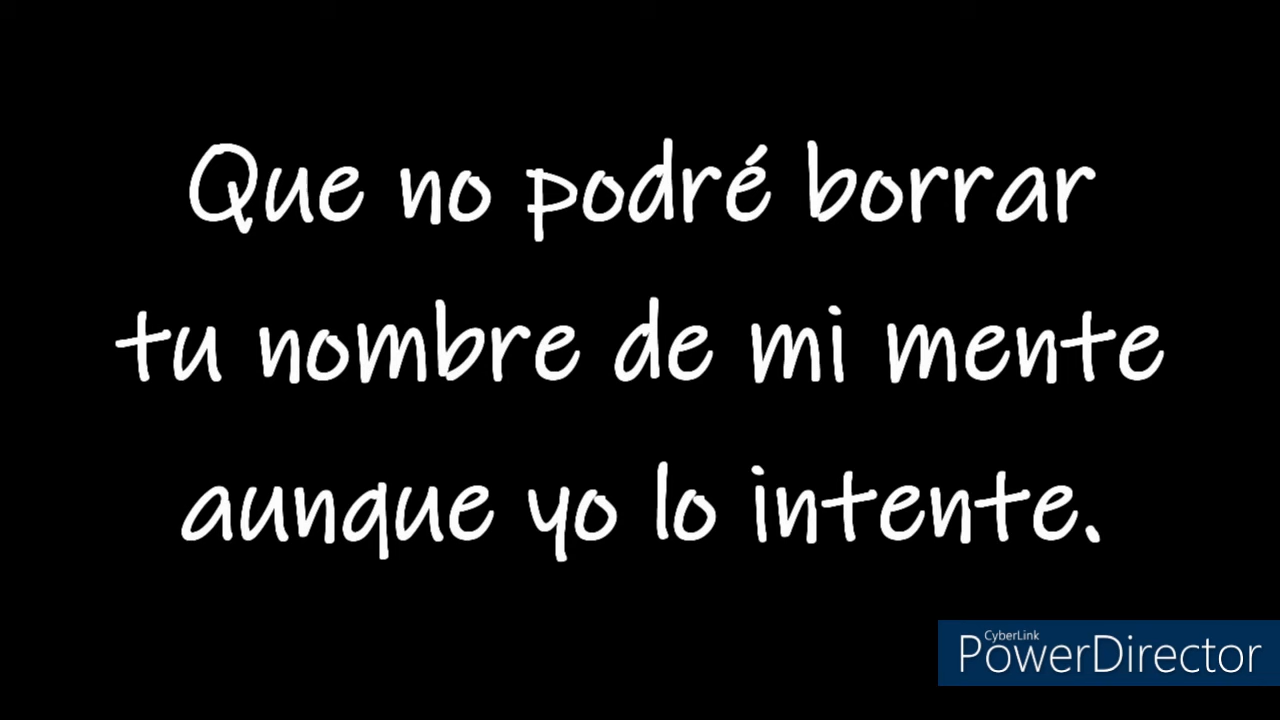 Que no podré borrar
tu nombre de mi mente
aunque yo lo intente.
CyberLink
PowerDirector